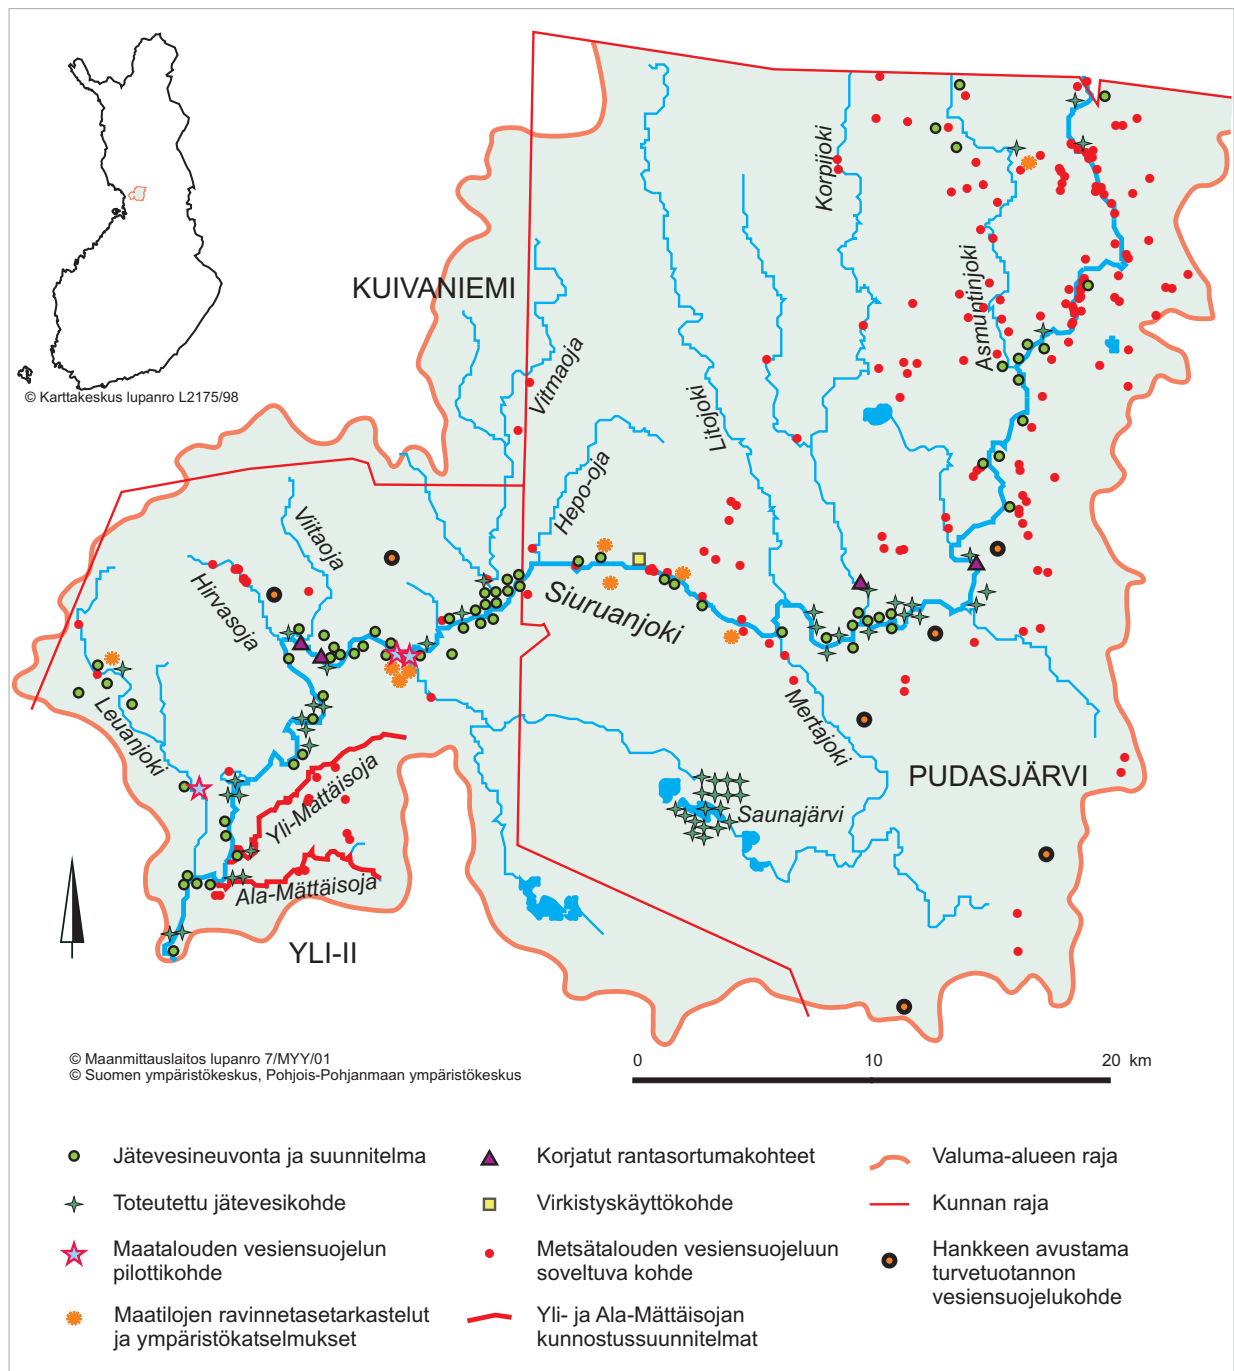 © Karttakeskus lupanro L2175/98
KUIVANIEMI
Korpijoki
Asmuntinjoki
Vitmaoja
Litojoki
Hepo-oja
Viitaoja
Hirvasoja
Siuruanjoki
Leuanjoki
Mertajoki
Yli-Mättäisoja
PUDASJÄRVI
Saunajärvi
Ala-Mättäisoja
YLI-II
© Maanmittauslaitos lupanro 7/MYY/01
© Suomen ympäristökeskus, Pohjois-Pohjanmaan ympäristökeskus
0 10 20 km
Jätevesineuvonta ja suunnitelma
Toteutettu jätevesikohde
Maatalouden vesiensuojelun
pilottikohde
Maatilojen ravinnetasetarkastelut
ja ympäristökatselmukset
Korjatut rantasortumakohteet
Virkistyskäyttökohde
Metsätalouden vesiensuojeluun
soveltuva kohde
Yli- ja Ala-Mättäisojan
kunnostussuunnitelmat
Valuma-alueen raja
Kunnan raja
Hankkeen avustama
turvetuotannon
vesiensuojelukohde